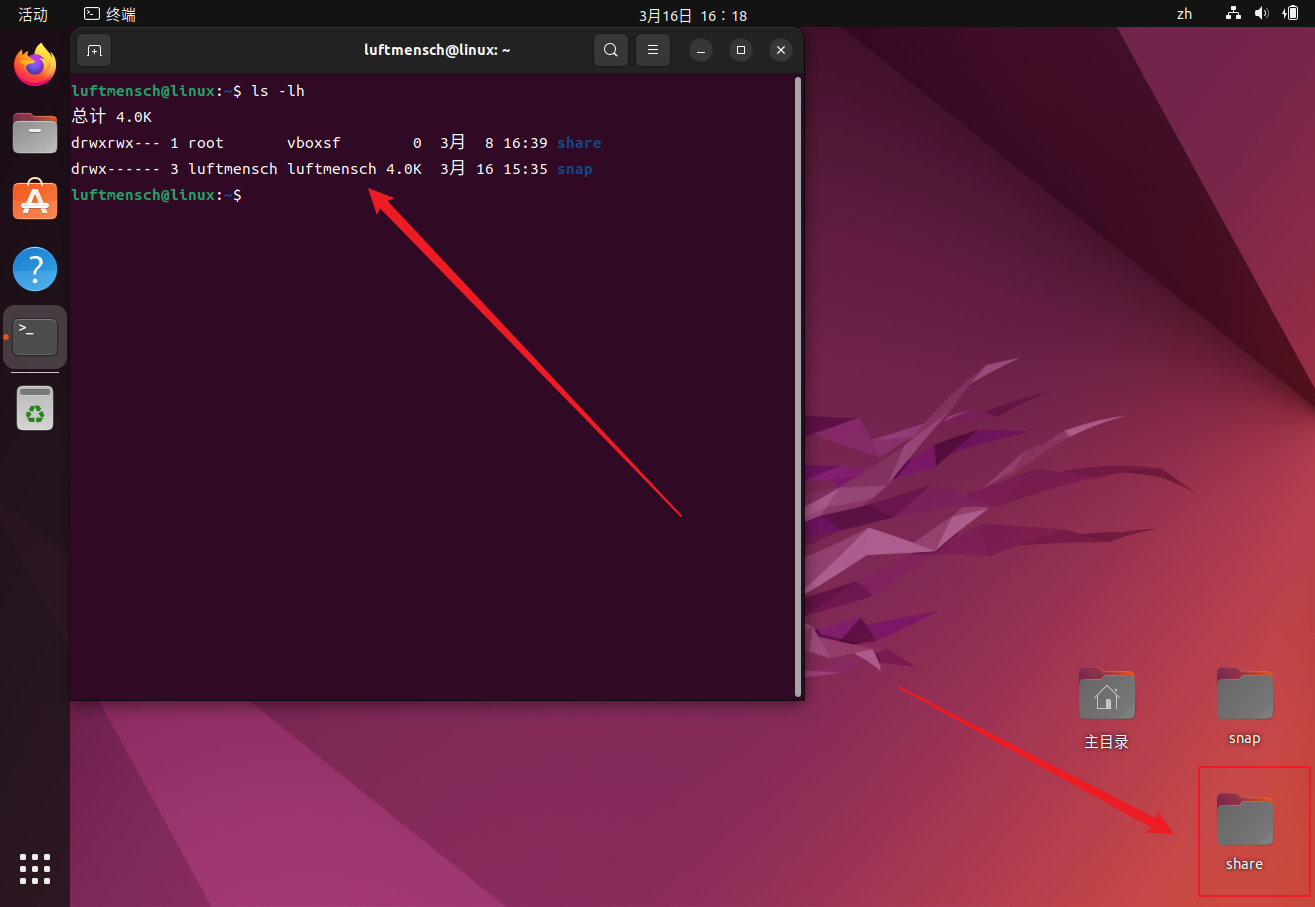 活动 终端 3月16日 16：18 zh
luftmensch@linux: ~
luftmensch@linux:~$ ls -lh
总计 4.0K
drwxrwx--- 1 root       vboxsf        0  3月  8 16:39 share
drwx------ 3 luftmensch luftmensch 4.0K  3月 16 15:35 snap
luftmensch@linux:~$
主目录 snap
share